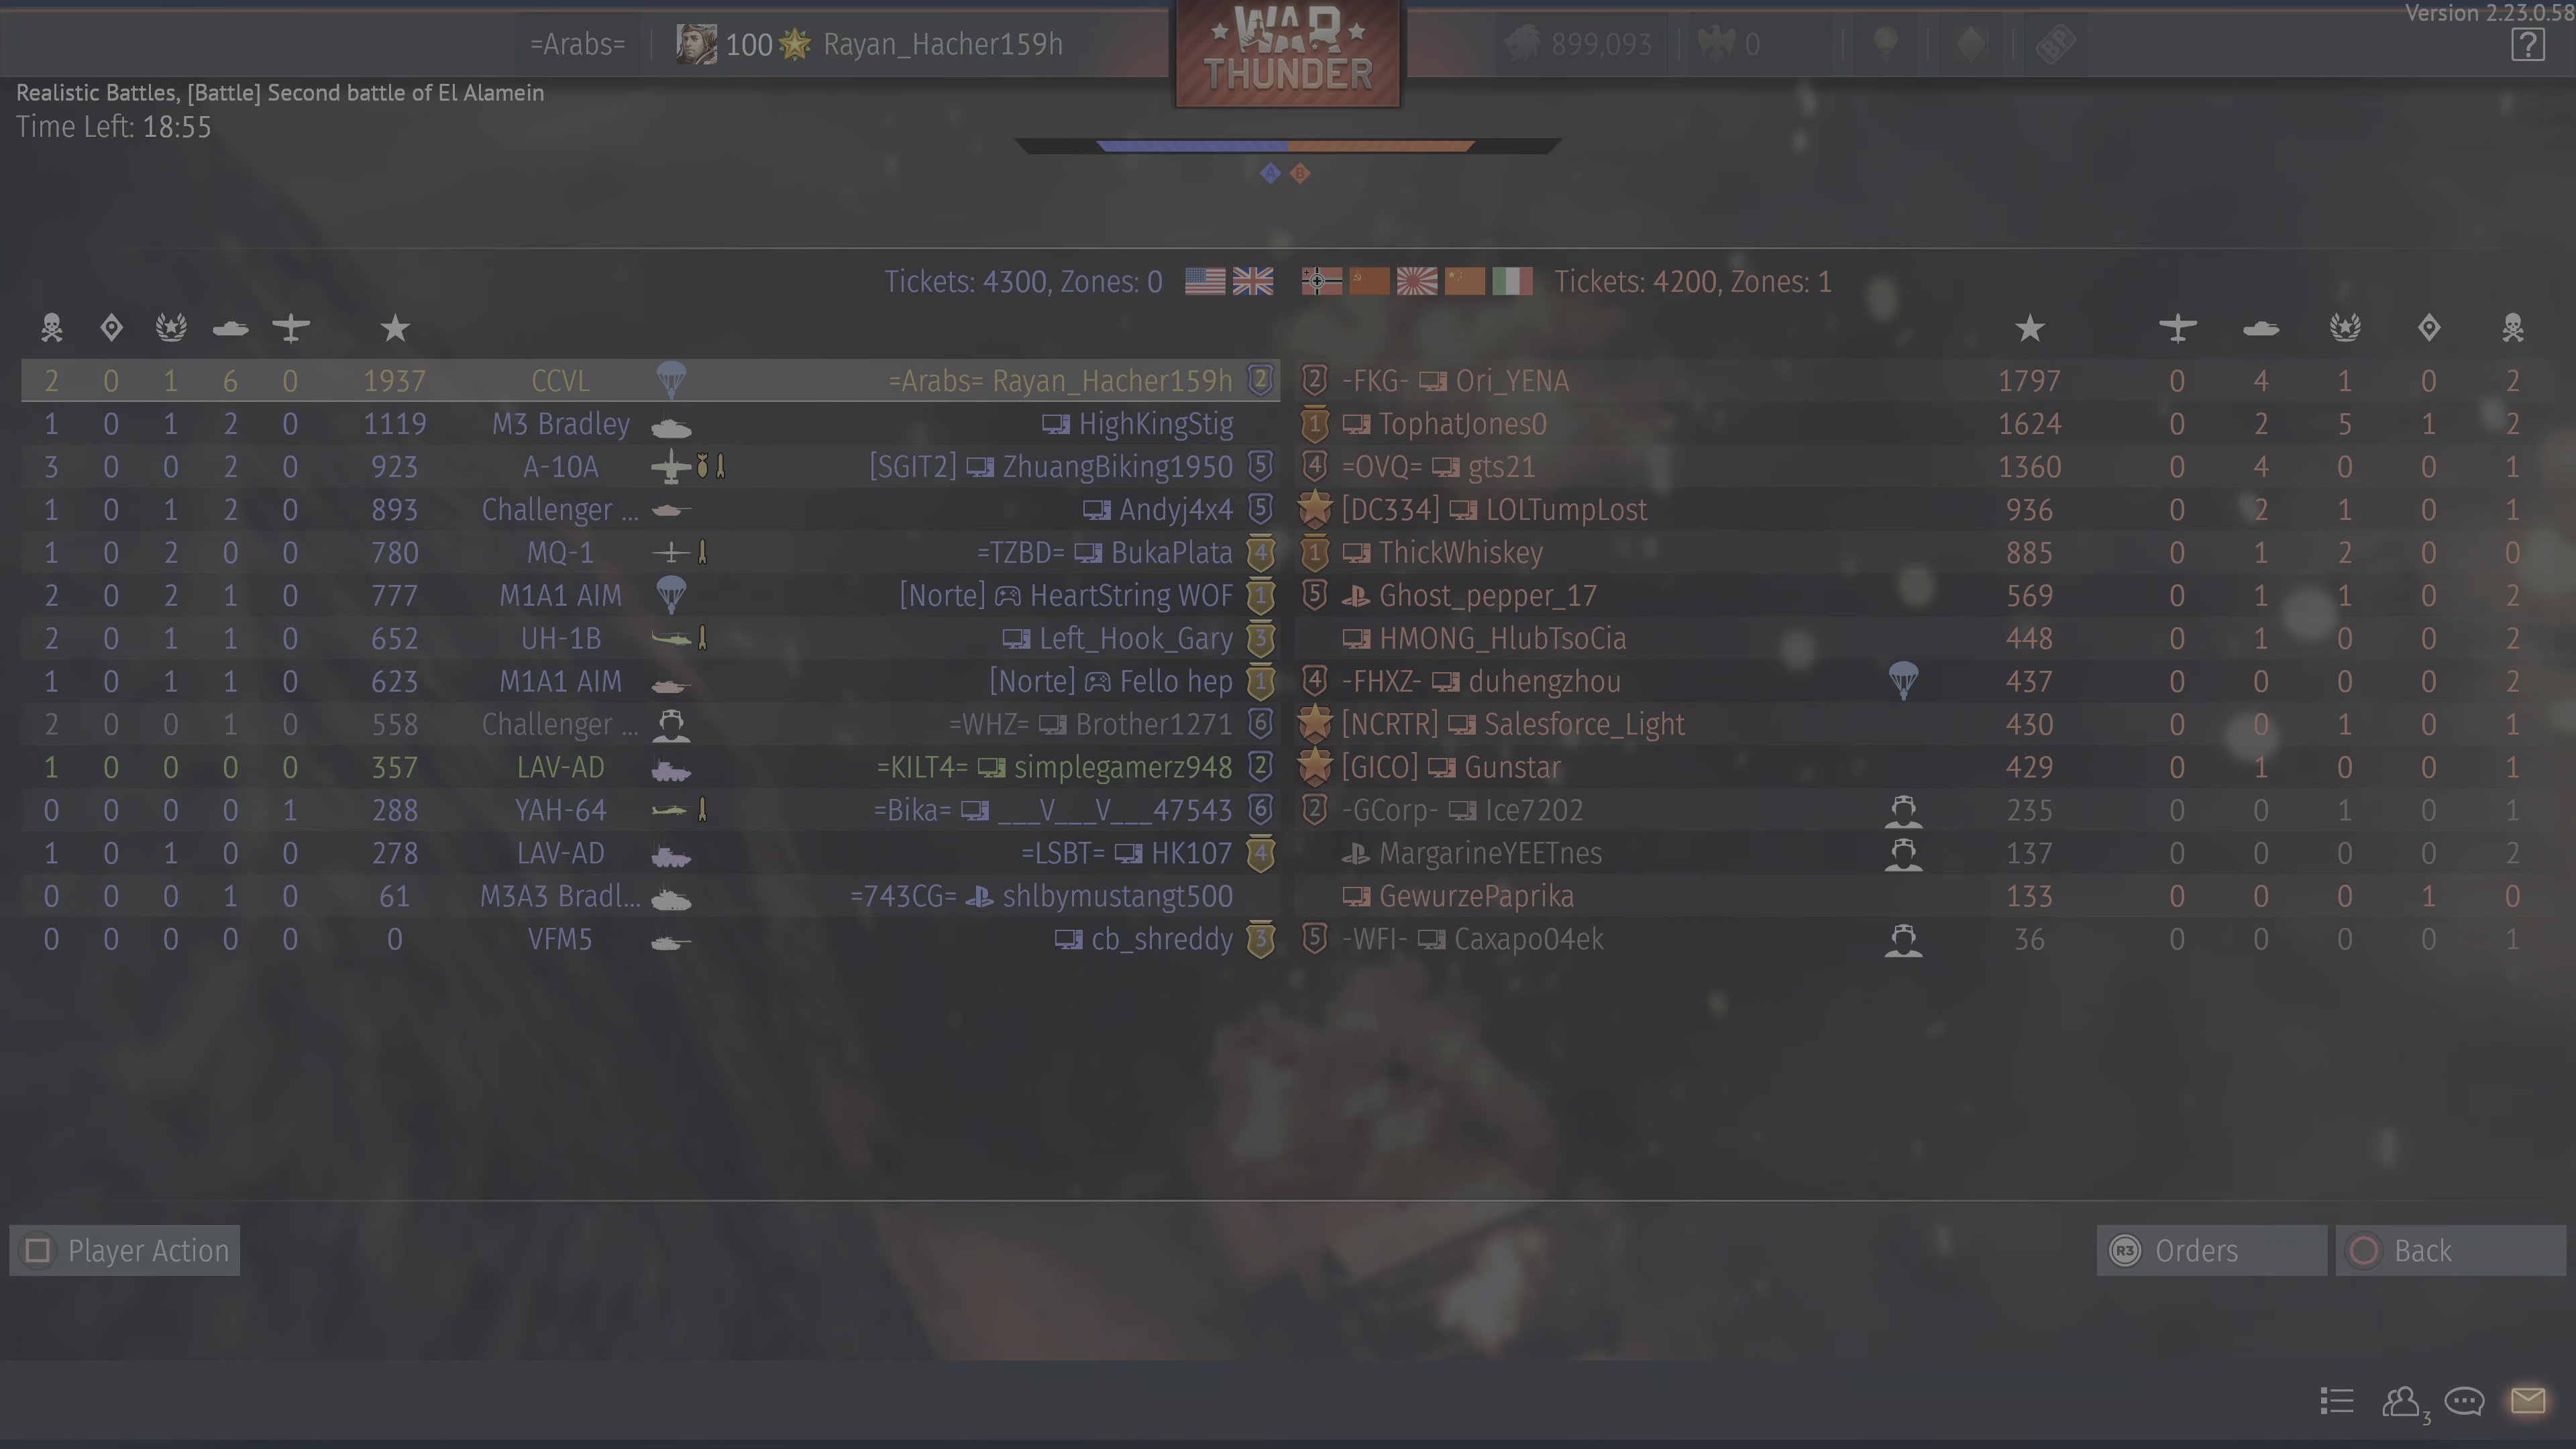 Version 2.23.0.58
=Arabs= 100 Rayan_Hacher159h WAR THUNDER 899,093 0 BP ?
Realistic Battles, [Battle] Second battle of El Alamein
Time Left: 18:55
A B
Tickets: 4300, Zones: 0 Tickets: 4200, Zones: 1
2 0 1 6 0 1937 CCVL =Arabs= Rayan_Hacher159h 2 2 -FKG- Ori_YENA 1797 0 4 1 0 2
1 0 1 2 0 1119 M3 Bradley HighKingStig 1 TophatJones0 1624 0 2 5 1 2
3 0 0 2 0 923 A-10A [SGIT2] ZhuangBiking1950 5 4 =OVQ= gts21 1360 0 4 0 0 1
1 0 1 2 0 893 Challenger ... Andyj4x4 5 [DC334] LOLTumpLost 936 0 2 1 0 1
1 0 2 0 0 780 MQ-1 =TZBD= BukaPlata 4 1 ThickWhiskey 885 0 1 2 0 0
2 0 2 1 0 777 M1A1 AIM [Norte] HeartString WOF 1 5 Ghost_pepper_17 569 0 1 1 0 2
2 0 1 1 0 652 UH-1B Left_Hook_Gary 3 HMONG_HlubTsoCia 448 0 1 0 0 2
1 0 1 1 0 623 M1A1 AIM [Norte] Fello hep 1 4 -FHXZ- duhengzhou 437 0 0 0 0 2
2 0 0 1 0 558 Challenger ... =WHZ= Brother1271 6 [NCRTR] Salesforce_Light 430 0 0 1 0 1
1 0 0 0 0 357 LAV-AD =KILT4= simplegamerz948 2 [GICO] Gunstar 429 0 1 0 0 1
0 0 0 0 1 288 YAH-64 =Bika= ___V___V___47543 6 2 -GCorp- Ice7202 235 0 0 1 0 1
1 0 1 0 0 278 LAV-AD =LSBT= HK107 4 MargarineYEETnes 137 0 0 0 0 2
0 0 0 1 0 61 M3A3 Bradl... =743CG= shlbymustangt500 GewurzePaprika 133 0 0 0 1 0
0 0 0 0 0 0 VFM5 cb_shreddy 3 5 -WFI- Caxapo04ek 36 0 0 0 0 1
Player Action R3 Orders Back
3